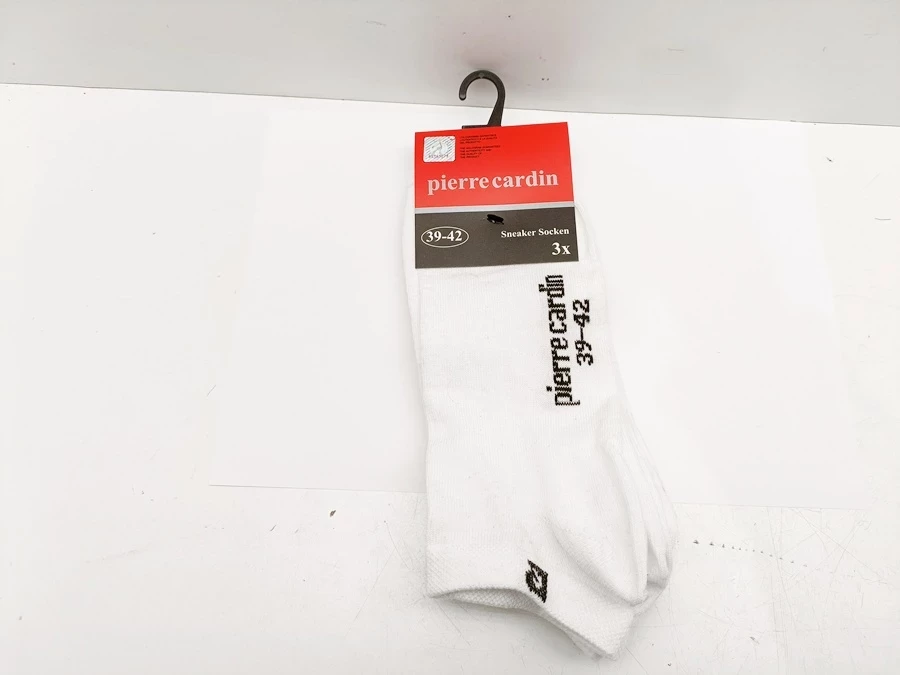 pierre cardin
39-42
Sneaker Socken
3x
39-42
pierre cardin